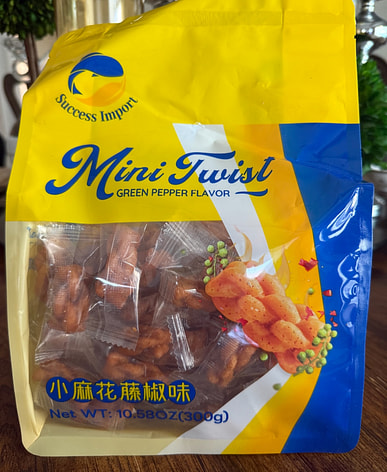 Success Import
Mini Twist
GREEN PEPPER FLAVOR
小麻花藤椒味
Net WT: 10.58OZ(300g)